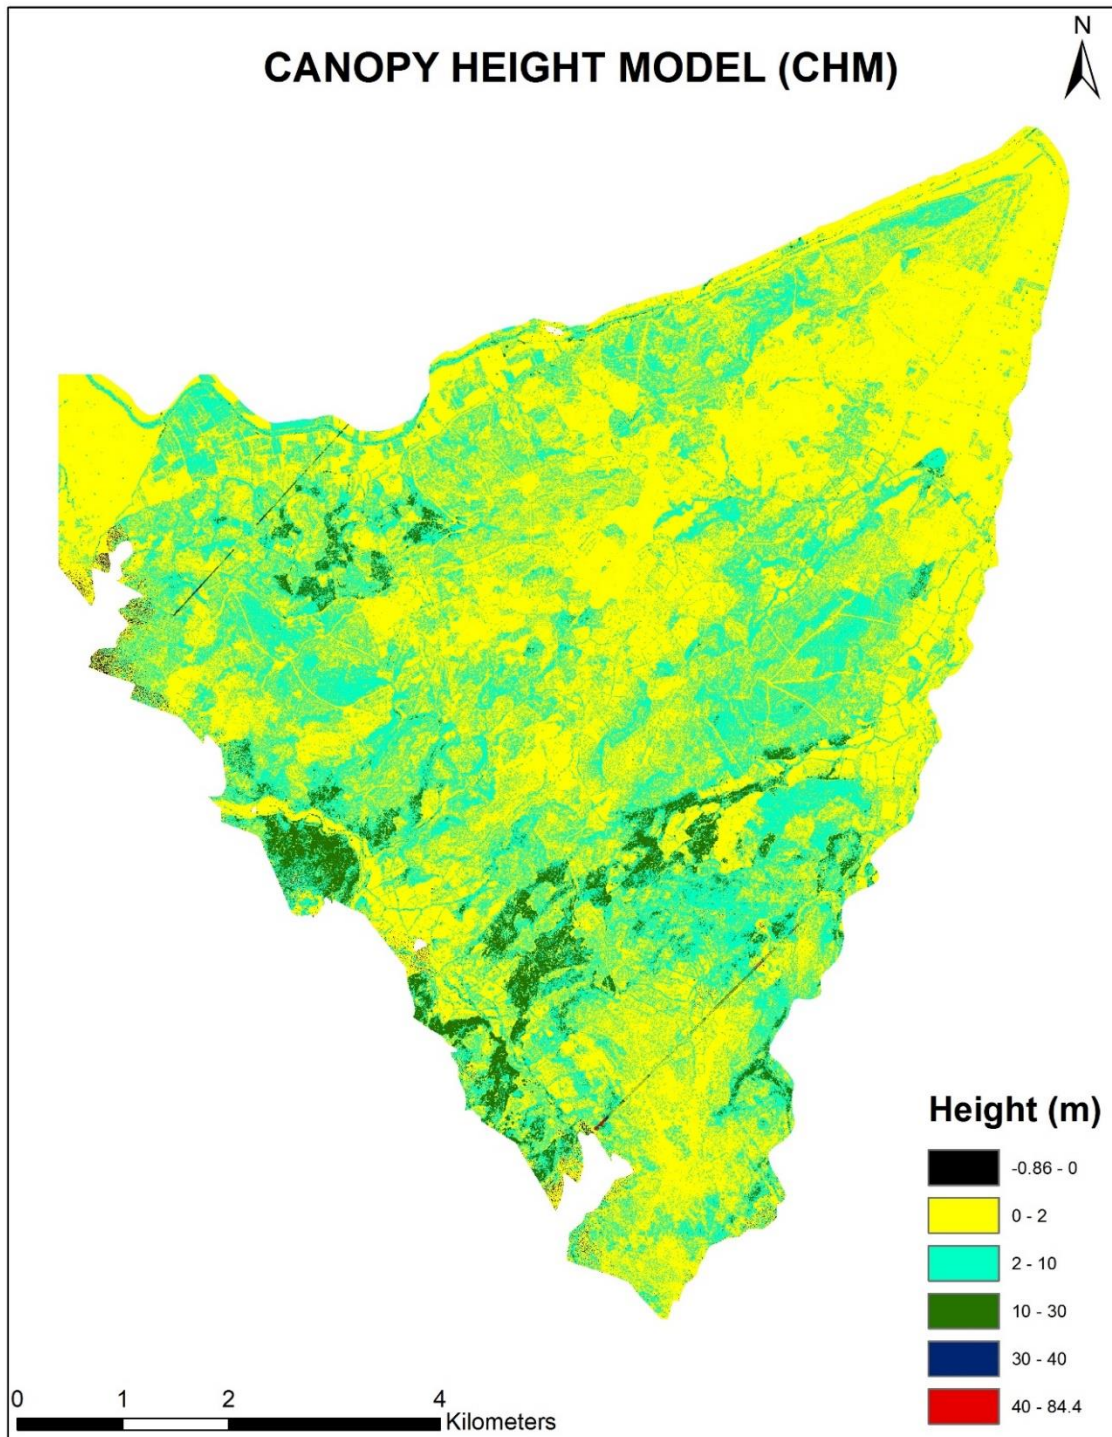 N
CANOPY HEIGHT MODEL (CHM)
Height (m)
-0.86 - 0
0 - 2
2 - 10
10 - 30
30 - 40
40 - 84.4
0 1 2 4
Kilometers